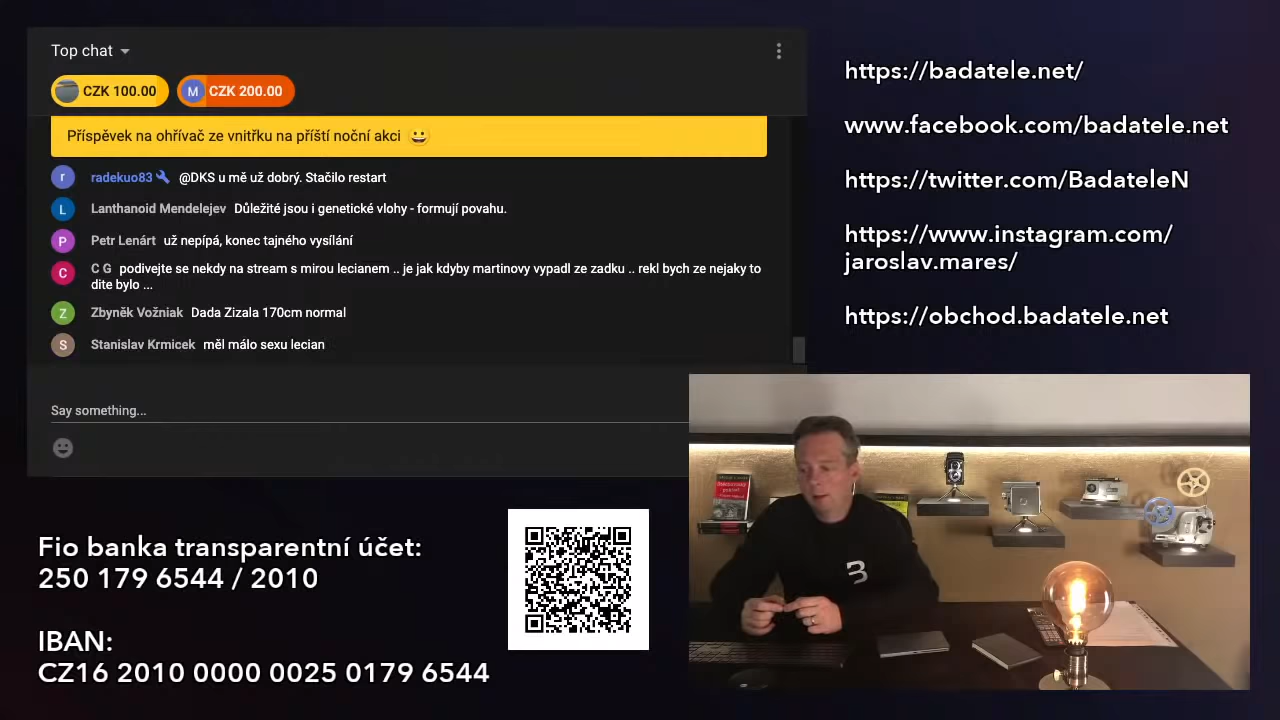 Top chat
CZK 100.00
M CZK 200.00
Příspěvek na ohřívač ze vnitřku na příští noční akci 😀
r radekuo83 @DKS u mě už dobrý. Stačilo restart
L Lanthanoid Mendelejev Důležité jsou i genetické vlohy - formují povahu.
P Petr Lenárt už nepípá, konec tajného vysílání
C C G podivejte se nekdy na stream s mirou lecianem .. je jak kdyby martinovy vypadl ze zadku .. rekl bych ze nejaky to
dite bylo ...
Z Zbyněk Vožniak Dada Zizala 170cm normal
S Stanislav Krmicek měl málo sexu lecian
Say something...
https://badatele.net/
www.facebook.com/badatele.net
https://twitter.com/BadateleN
https://www.instagram.com/
jaroslav.mares/
https://obchod.badatele.net
Fio banka transparentní účet:
250 179 6544 / 2010
IBAN:
CZ16 2010 0000 0025 0179 6544